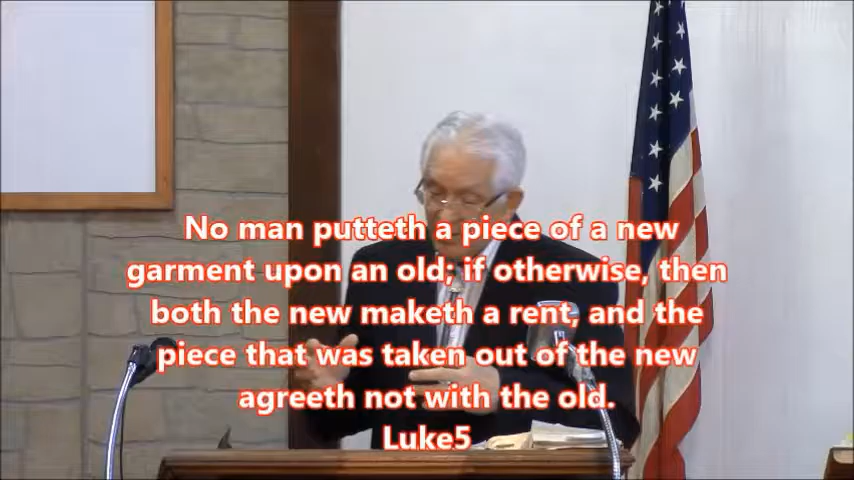 No man putteth a piece of a new
garment upon an old; if otherwise, then
both the new maketh a rent, and the
piece that was taken out of the new
agreeth not with the old.
Luke5